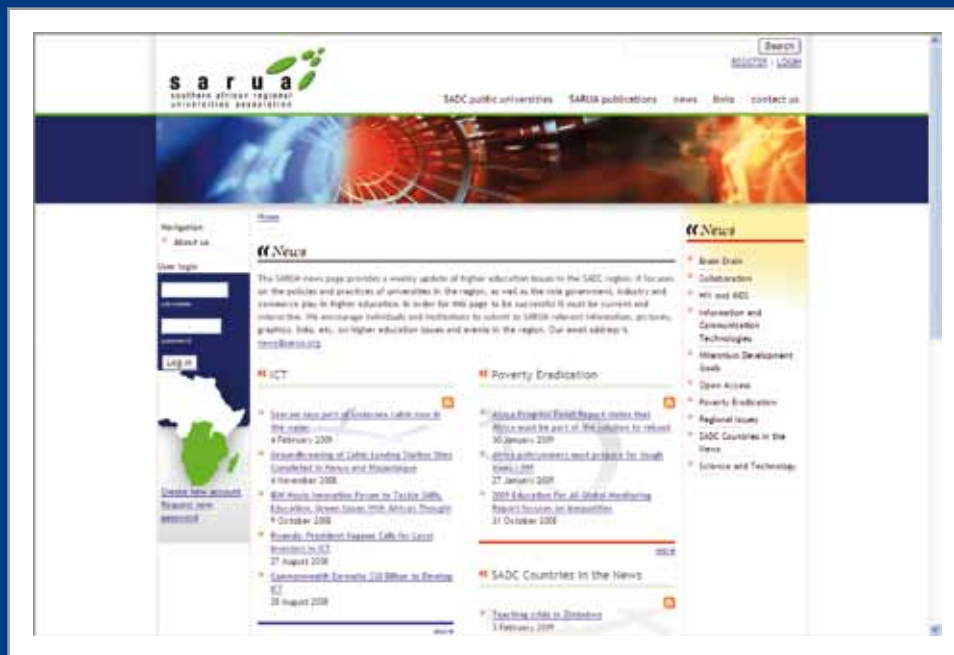 Search
REGISTER | LOGIN
sarua
southern african regional
universities association
SADC public universities SARUA publications news links contact us
Navigation
About us
User login
username
password
Log in
Create new account
Request new
password
Home
News
The SARUA news page provides a weekly update of higher education issues in the SADC region. It focuses
on the policies and practices of universities in the region, as well as the role government, industry and
commerce play in higher education. In order for this page to be successful it must be current and
interactive. We encourage individuals and institutions to submit to SARUA relevant information, pictures,
graphics, links, etc. on higher education issues and events in the region. Our email address is
news@sarua.org
ICT
Seacom says part of undersea cable now in
the water
4 February 2009
Groundbreaking of Cable Landing Station Sites
Completed in Kenya and Mozambique
4 November 2008
IBM Hosts Innovation Forum to Tackle Skills,
Education, Green Issues With African Thought
9 October 2008
Rwanda: President Kagame Calls for Local
Investors in ICT
27 August 2008
Commonwealth Earmarks Billion to Develop
ICT
20 August 2008
more
Poverty Eradication
Africa Progress Panel Report states that
Africa must be part of the solution to
30 January 2009
Africa policymakers must prepare for tough
times
27 January 2009
2009 Education For All Global Monitoring
Report focuses on inequalities
31 October 2008
more
SADC Countries in the News
Teaching crisis in Zimbabwe
3 February 2009
News
Brain Drain
Collaboration
HIV and AIDS
Information and
Communication
Technologies
Millennium Development
Goals
Open Access
Poverty Eradication
Regional Issues
SADC Countries in the
News
Science and Technology